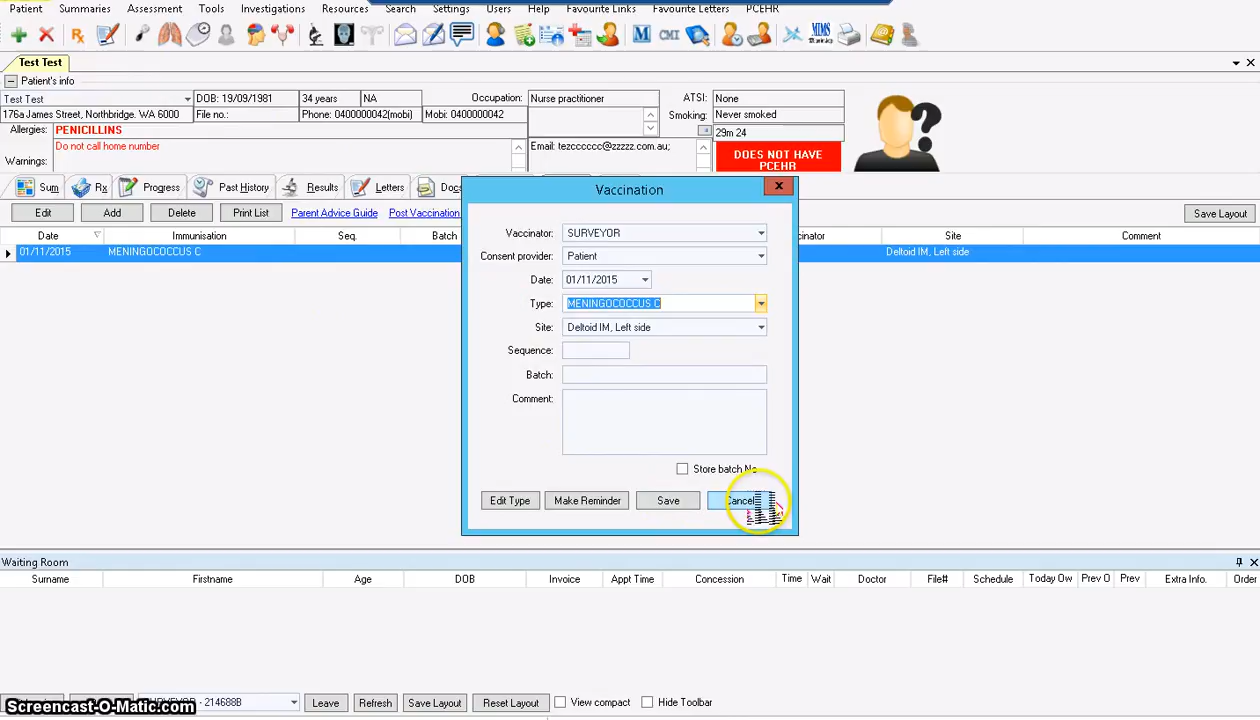 Patient Summaries Assessment Tools Investigations Resources Search Settings Users Help Favourite Links Favourite Letters PCEHR
Rx M CMI MIMS
Test Test
Patient's info
Test Test DOB: 19/09/1981 34 years NA Occupation: Nurse practitioner ATSI: None
176a James Street, Northbridge. WA 6000 File no.: Phone: 0400000042(mobi) Mobi: 0400000042 Smoking: Never smoked
Allergies: PENICILLINS 29m 24
Do not call home number Email: tezcccccc@zzzzz.com.au; DOES NOT HAVE
Warnings: PCEHR
Sum Rx Progress Past History Results Letters Docs
Edit Add Delete Print List Parent Advice Guide Post Vaccination Save Layout
Date Immunisation Seq. Batch Site Comment
01/11/2015 MENINGOCOCCUS C Deltoid IM, Left side
Vaccination
Vaccinator: SURVEYOR
Consent provider: Patient
Date: 01/11/2015
Type: MENINGOCOCCUS C
Site: Deltoid IM, Left side
Sequence:
Batch:
Comment:
Store batch No
Edit Type Make Reminder Save Cancel
Waiting Room
Surname Firstname Age DOB Invoice Appt Time Concession Time Wait Doctor File# Schedule Today Ow Prev O Prev Extra Info. Order
SURVEYOR - 214688B Leave Refresh Save Layout Reset Layout View compact Hide Toolbar
Screencast-O-Matic.com